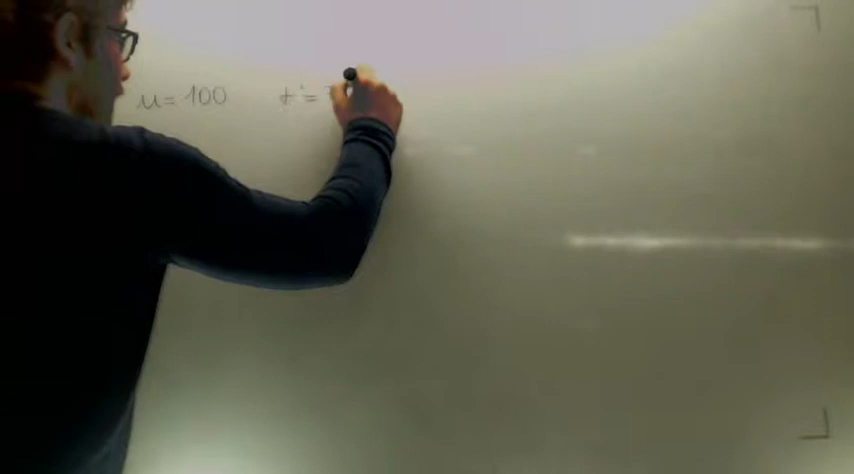 μ = 100 t' =